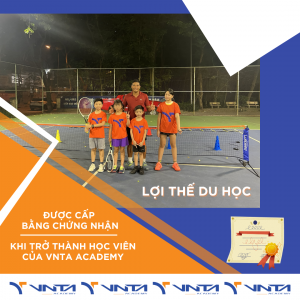 LỢI THẾ DU HỌC
ĐƯỢC CẤP
BẰNG CHỨNG NHẬN
KHI TRỞ THÀNH HỌC VIÊN
CỦA VNTA ACADEMY
VNTA VNTA VNTA VNTA